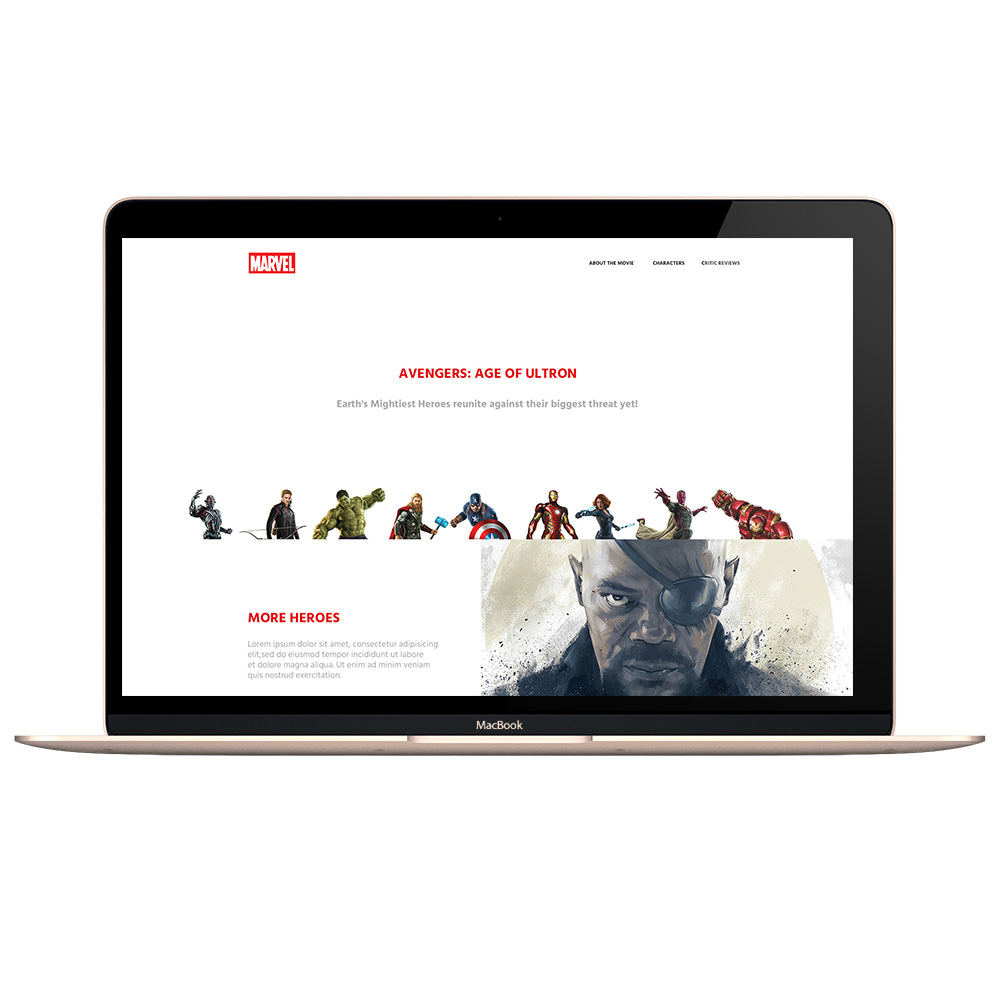 MARVEL
ABOUT THE MOVIE CHARACTERS CRITIC REVIEWS
AVENGERS: AGE OF ULTRON
Earth's Mightiest Heroes reunite against their biggest threat yet!
MORE HEROES
Lorem ipsum dolor sit amet, consectetur adipisicing
elit,sed do eiusmod tempor incididunt ut labore
et dolore magna aliqua. Ut enim ad minim veniam
quis nostrud exercitation.
MacBook